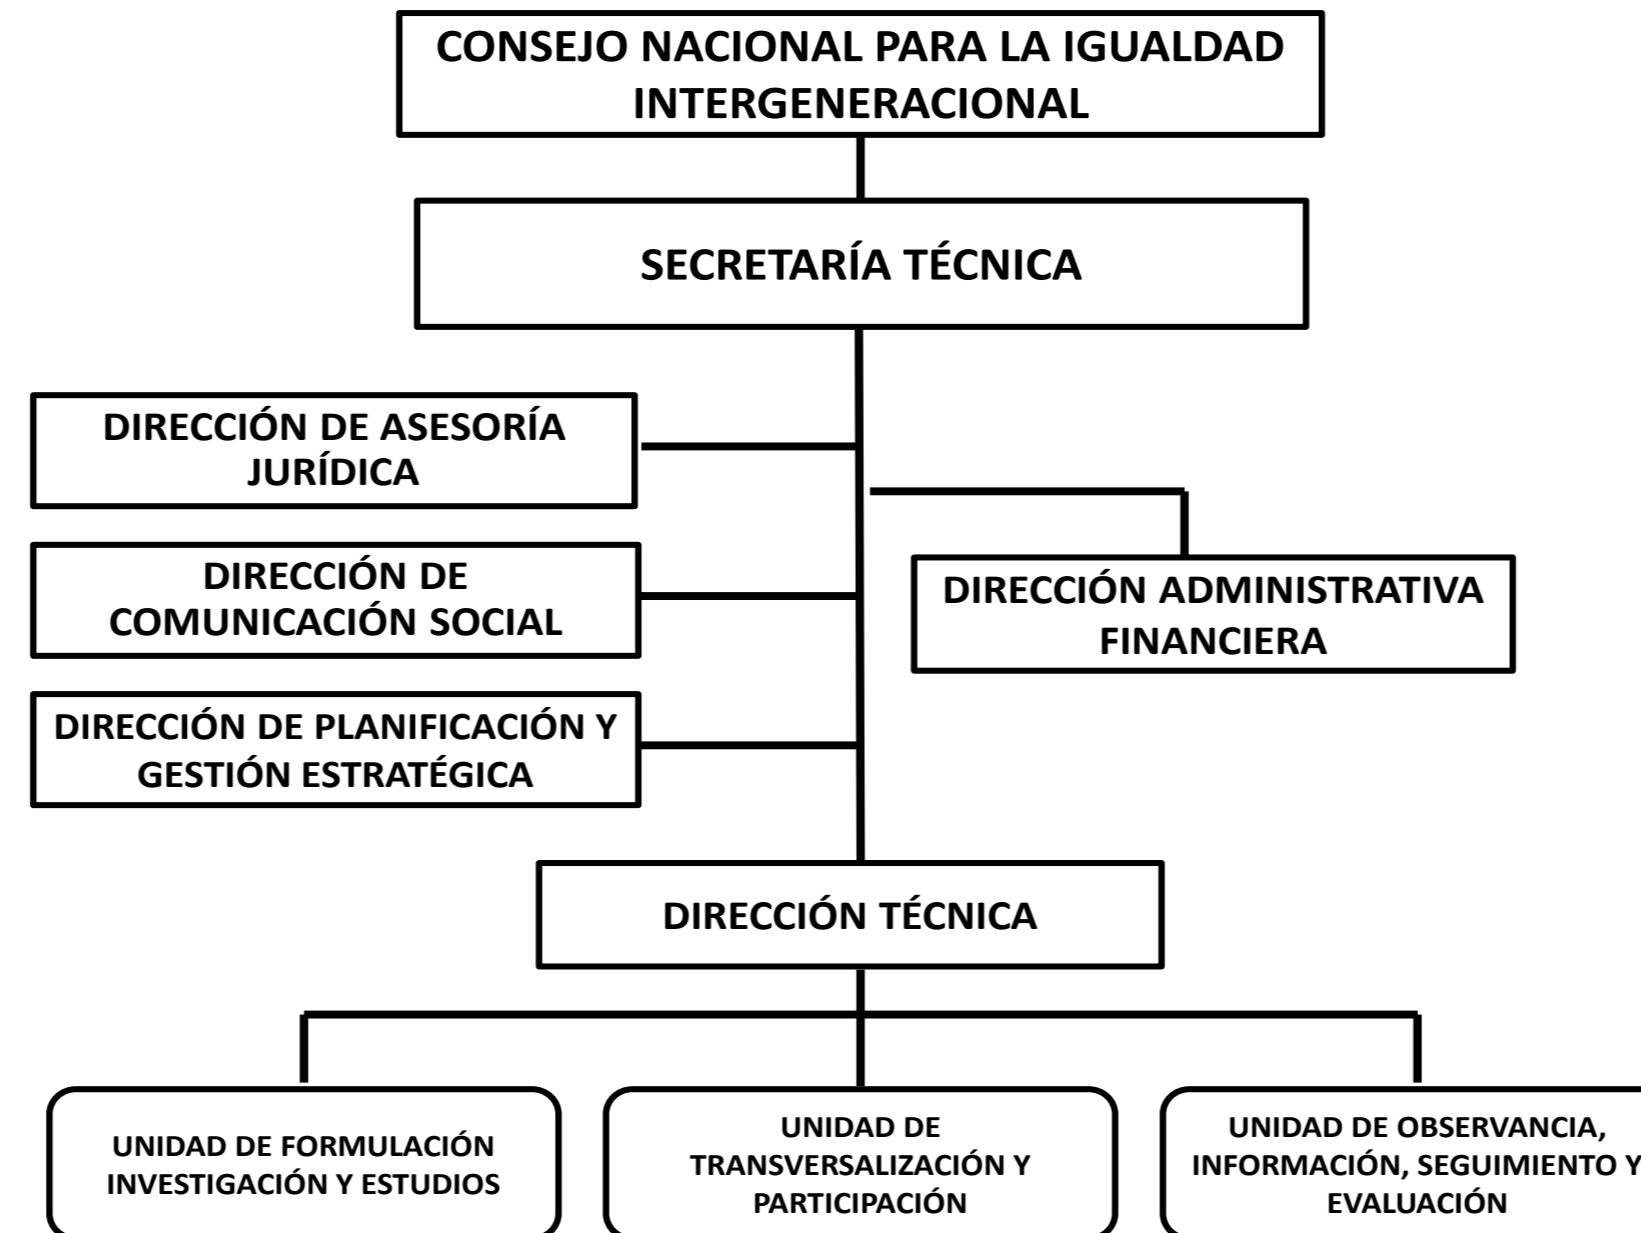 CONSEJO NACIONAL PARA LA IGUALDAD
INTERGENERACIONAL
SECRETARÍA TÉCNICA
DIRECCIÓN DE ASESORÍA
JURÍDICA
DIRECCIÓN DE
COMUNICACIÓN SOCIAL
DIRECCIÓN ADMINISTRATIVA
FINANCIERA
DIRECCIÓN DE PLANIFICACIÓN Y
GESTIÓN ESTRATÉGICA
DIRECCIÓN TÉCNICA
UNIDAD DE FORMULACIÓN
INVESTIGACIÓN Y ESTUDIOS
UNIDAD DE
TRANSVERSALIZACIÓN Y
PARTICIPACIÓN
UNIDAD DE OBSERVANCIA,
INFORMACIÓN, SEGUIMIENTO Y
EVALUACIÓN